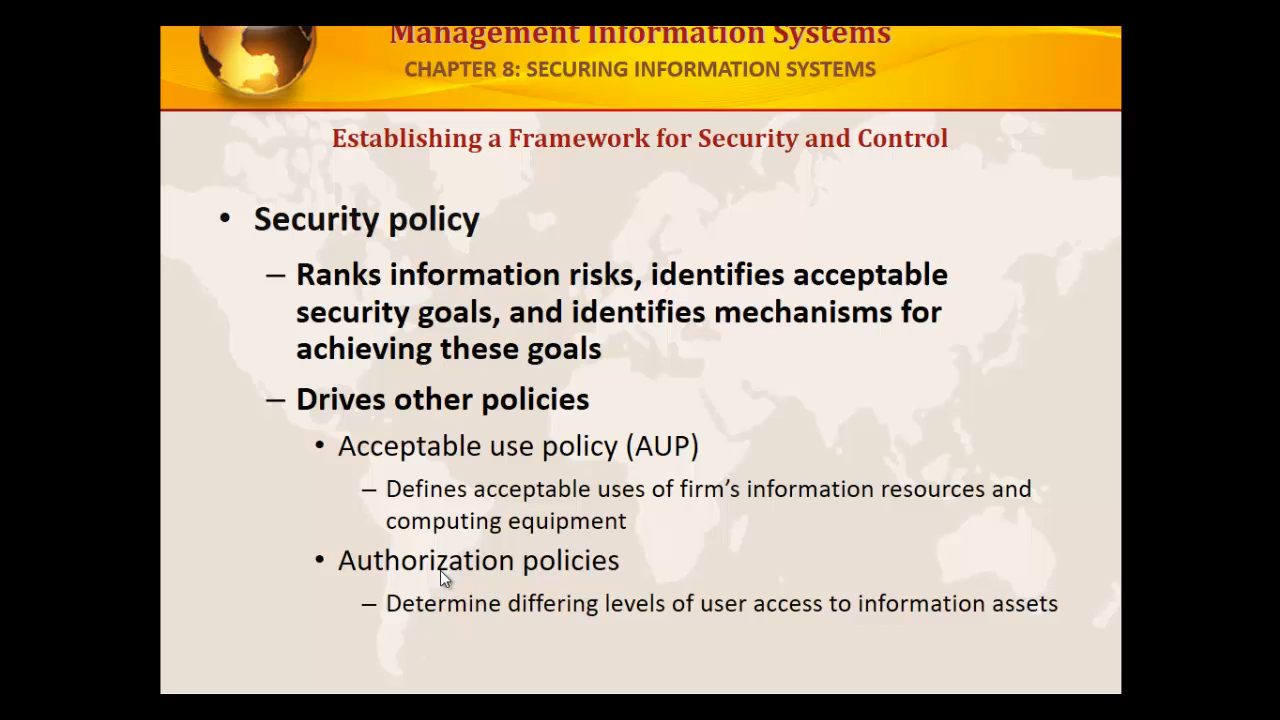 Management Information Systems
CHAPTER 8: SECURING INFORMATION SYSTEMS
Establishing a Framework for Security and Control
• Security policy
– Ranks information risks, identifies acceptable
security goals, and identifies mechanisms for
achieving these goals
– Drives other policies
• Acceptable use policy (AUP)
– Defines acceptable uses of firm’s information resources and
computing equipment
• Authorization policies
– Determine differing levels of user access to information assets